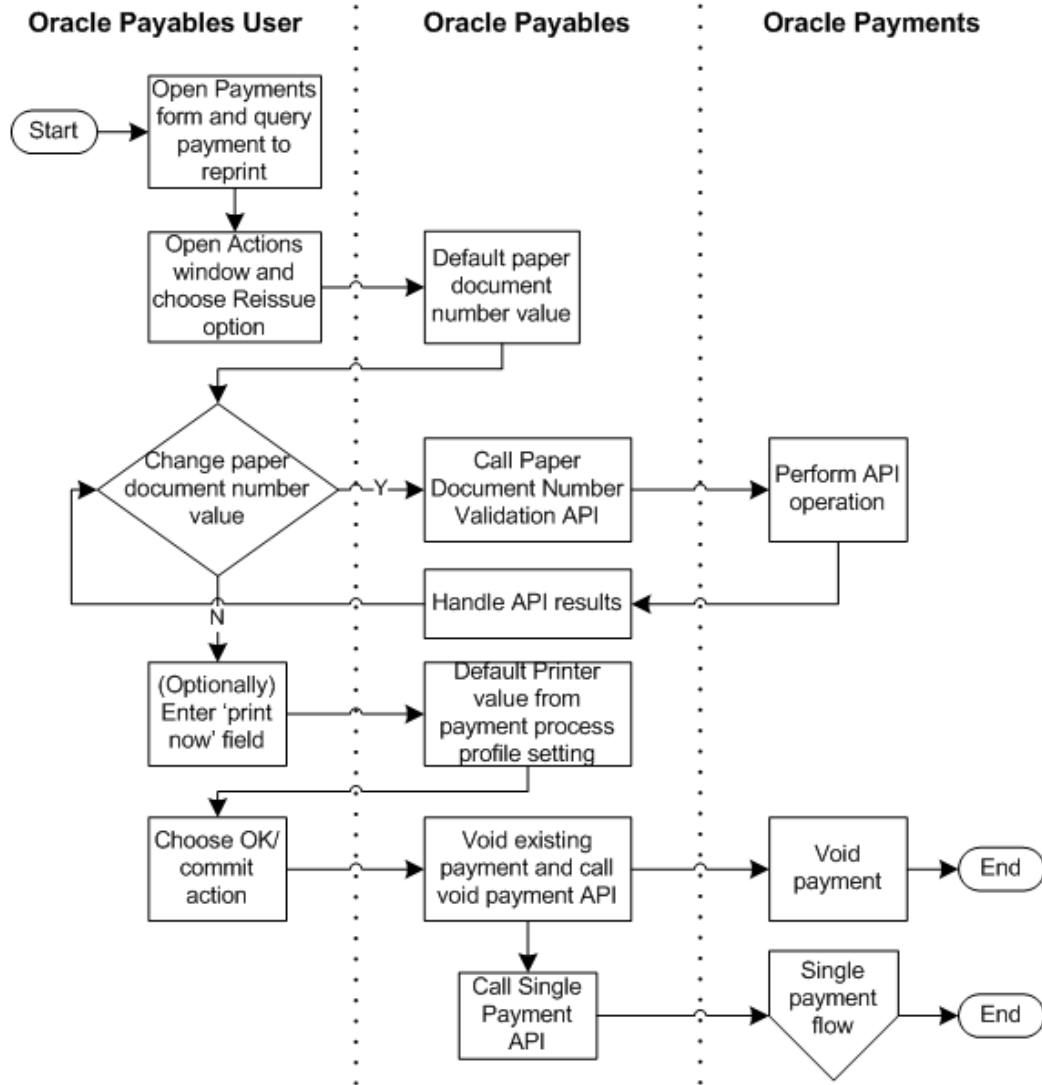 Oracle Payables User
Oracle Payables
Oracle Payments
Start
Open Payments
form and query
payment to
reprint
Open Actions
window and
choose Reissue
option
Default paper
document
number value
Change paper
document number
value
Y
Call Paper
Document Number
Validation API
Perform API
operation
Handle API results
N
(Optionally)
Enter ‘print
now’ field
Default Printer
value from
payment process
profile setting
Choose OK/
commit
action
Void existing
payment and call
void payment API
Void
payment
End
Call Single
Payment
API
Single
payment
flow
End